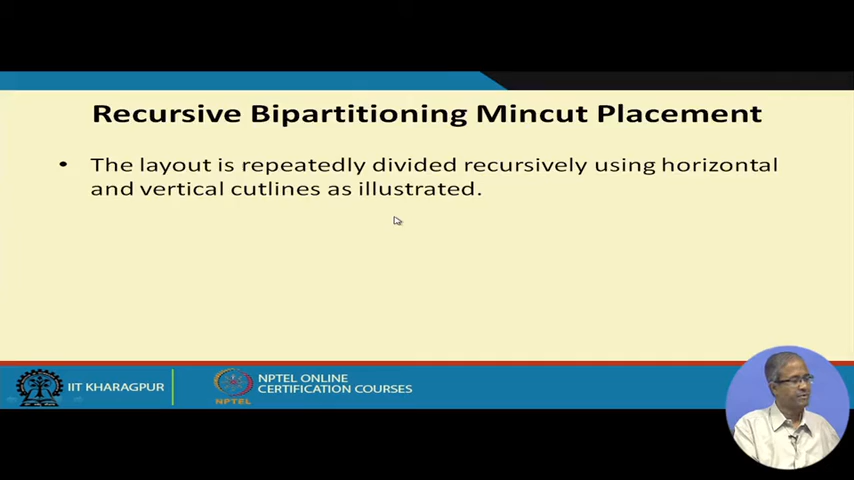 Recursive Bipartitioning Mincut Placement
• The layout is repeatedly divided recursively using horizontal
and vertical cutlines as illustrated.
IIT KHARAGPUR
NPTEL
NPTEL ONLINE
CERTIFICATION COURSES